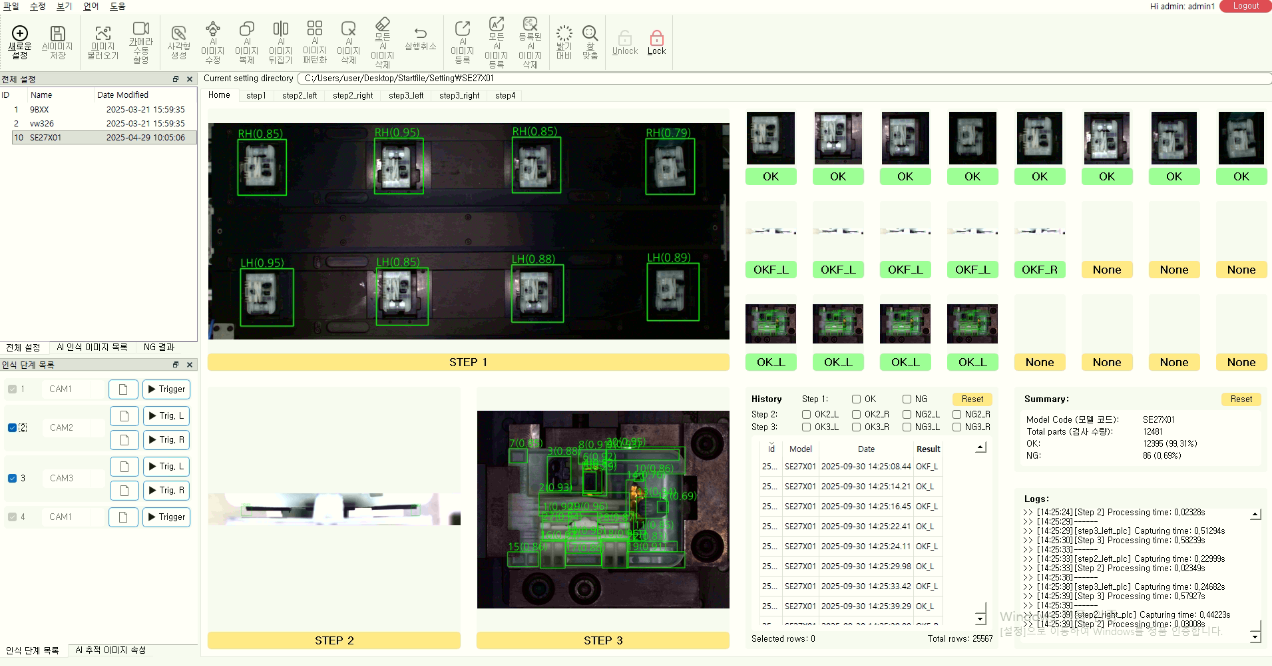 파일 수정 보기 언어 도움
Hi admin: admin1 Logout
새로운 설정
AI이미지 저장
이미지 불러오기
카메라 수동 촬영
사각형 생성
AI 이미지 수정
AI 이미지 복제
AI 이미지 뒤집기
AI 이미지 패턴화
AI 이미지 삭제
모든 AI 이미지 삭제
실행취소
AI 이미지 등록
모든 AI 이미지 등록
등록된 AI 이미지 삭제
밝기 대비
창 맞춤
Unlock
Lock
전체 설정
Current setting directory C:/Users/user/Desktop/Startfile/Setting₩SE27X01
ID Name Date Modified
1 9BXX 2025-03-21 15:59:35
2 vw326 2025-03-21 15:59:35
10 SE27X01 2025-04-29 10:05:06
Home step1 step2_left step2_right step3_left step3_right step4
RH(0.85) RH(0.95) RH(0.85) RH(0.79)
LH(0.95) LH(0.85) LH(0.88) LH(0.89)
STEP 1
OK OK OK OK OK OK OK OK
OKF_L OKF_L OKF_L OKF_L OKF_R None None None
OK_L OK_L OK_L OK_L None None None None
전체 설정 AI 인식 이미지 목록 NG 결과
인식 단계 목록
1 CAM1 Trigger
2 CAM2 Trig. L
Trig. R
3 CAM3 Trig. L
Trig. R
4 CAM1 Trigger
인식 단계 목록 AI 추적 이미지 속성
3(0.88)
2(0.93)
10(0.86)
STEP 2
STEP 3
History Step 1: OK NG Reset
Step 2: OK2_L OK2_R NG2_L NG2_R
Step 3: OK3_L OK3_R NG3_L NG3_R
Id Model Date Result
25... SE27X01 2025-09-30 14:25:08.44 OKF_L
25... SE27X01 2025-09-30 14:25:14.21 OK_L
25... SE27X01 2025-09-30 14:25:16.45 OKF_L
25... SE27X01 2025-09-30 14:25:22.41 OK_L
25... SE27X01 2025-09-30 14:25:24.11 OKF_L
25... SE27X01 2025-09-30 14:25:29.98 OK_L
25... SE27X01 2025-09-30 14:25:33.42 OKF_L
25... SE27X01 2025-09-30 14:25:39.29 OK_L
Selected rows: 0 Total rows: 25567
Summary: Reset
Model Code (모델 코드): SE27X01
Total parts (검사 수량): 12481
OK: 12395 (99.31%)
NG: 86 (0.69%)
Logs:
>> [14:25:24][Step 2] Processing time: 0.02328s
>> [14:25:29]------
>> [14:25:29][step3_left_plc] Capturing time: 0.51294s
>> [14:25:30][Step 3] Processing time: 0.58239s
>> [14:25:33]------
>> [14:25:33][step2_left_plc] Capturing time: 0.22999s
>> [14:25:33][Step 2] Processing time: 0.02349s
>> [14:25:38]------
>> [14:25:38][step3_left_plc] Capturing time: 0.24682s
>> [14:25:39][Step 3] Processing time: 0.57927s
>> [14:25:39]------
>> [14:25:39][step2_right_plc] Capturing time: 0.44223s
>> [14:25:39][Step 2] Processing time: 0.03008s
[설정]으로 이동하여 Windows를 정품 인증합니다.